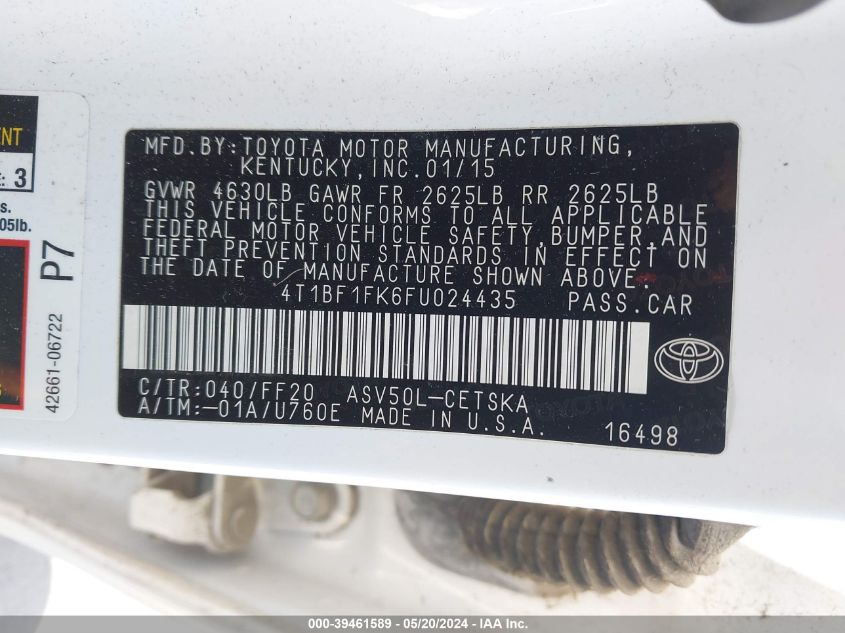 MFD.BY:TOYOTA MOTOR MANUFACTURING,
KENTUCKY,INC.01/15
GVWR 4630LB GAWR FR 2625LB RR 2625LB
THIS VEHICLE CONFORMS TO ALL APPLICABLE
FEDERAL MOTOR VEHICLE SAFETY,BUMPER,AND
THEFT PREVENTION STANDARDS IN EFFECT ON
THE DATE OF MANUFACTURE SHOWN ABOVE.
4T1BF1FK6FU024435 PASS.CAR
C/TR:040/FF20 ASV50L-CETSKA
A/TM:-01A/U760E MADE IN U.S.A. 16498
: 3
05lb.
P7
42661-06722
000-39461589 - 05/20/2024 - IAA Inc.